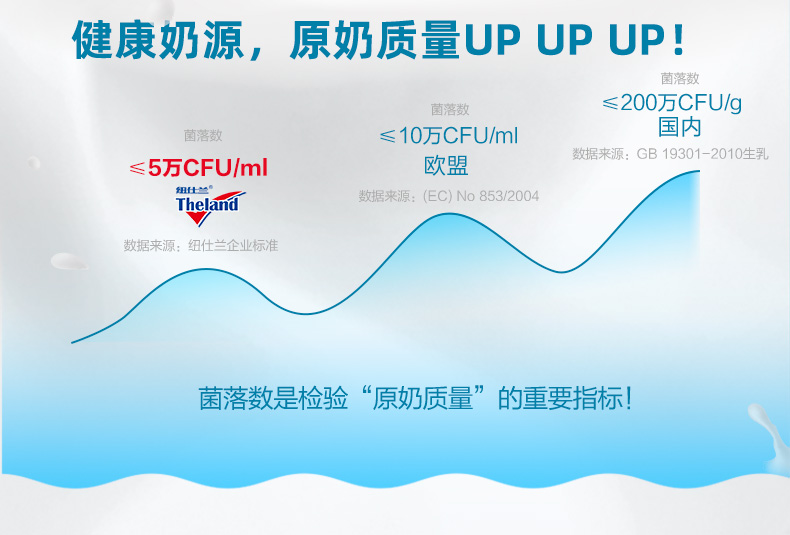 健康奶源，原奶质量UP UP UP！
菌落数
≤5万CFU/ml
纽仕兰®
Theland
数据来源：纽仕兰企业标准
菌落数
≤10万CFU/ml
欧盟
数据来源：(EC) No 853/2004
菌落数
≤200万CFU/g
国内
数据来源：GB 19301-2010生乳
菌落数是检验“原奶质量”的重要指标！